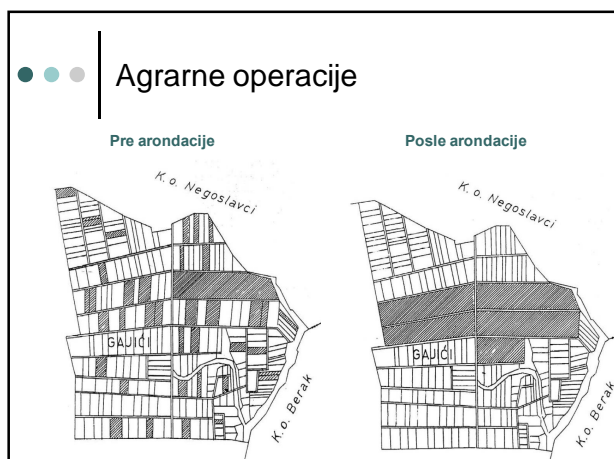 Agrarne operacije
Pre arondacije
Posle arondacije
K.o. Negoslavci
K.o. Negoslavci
GAJIĆI
GAJIĆI
K.o. Berak
K.o. Berak